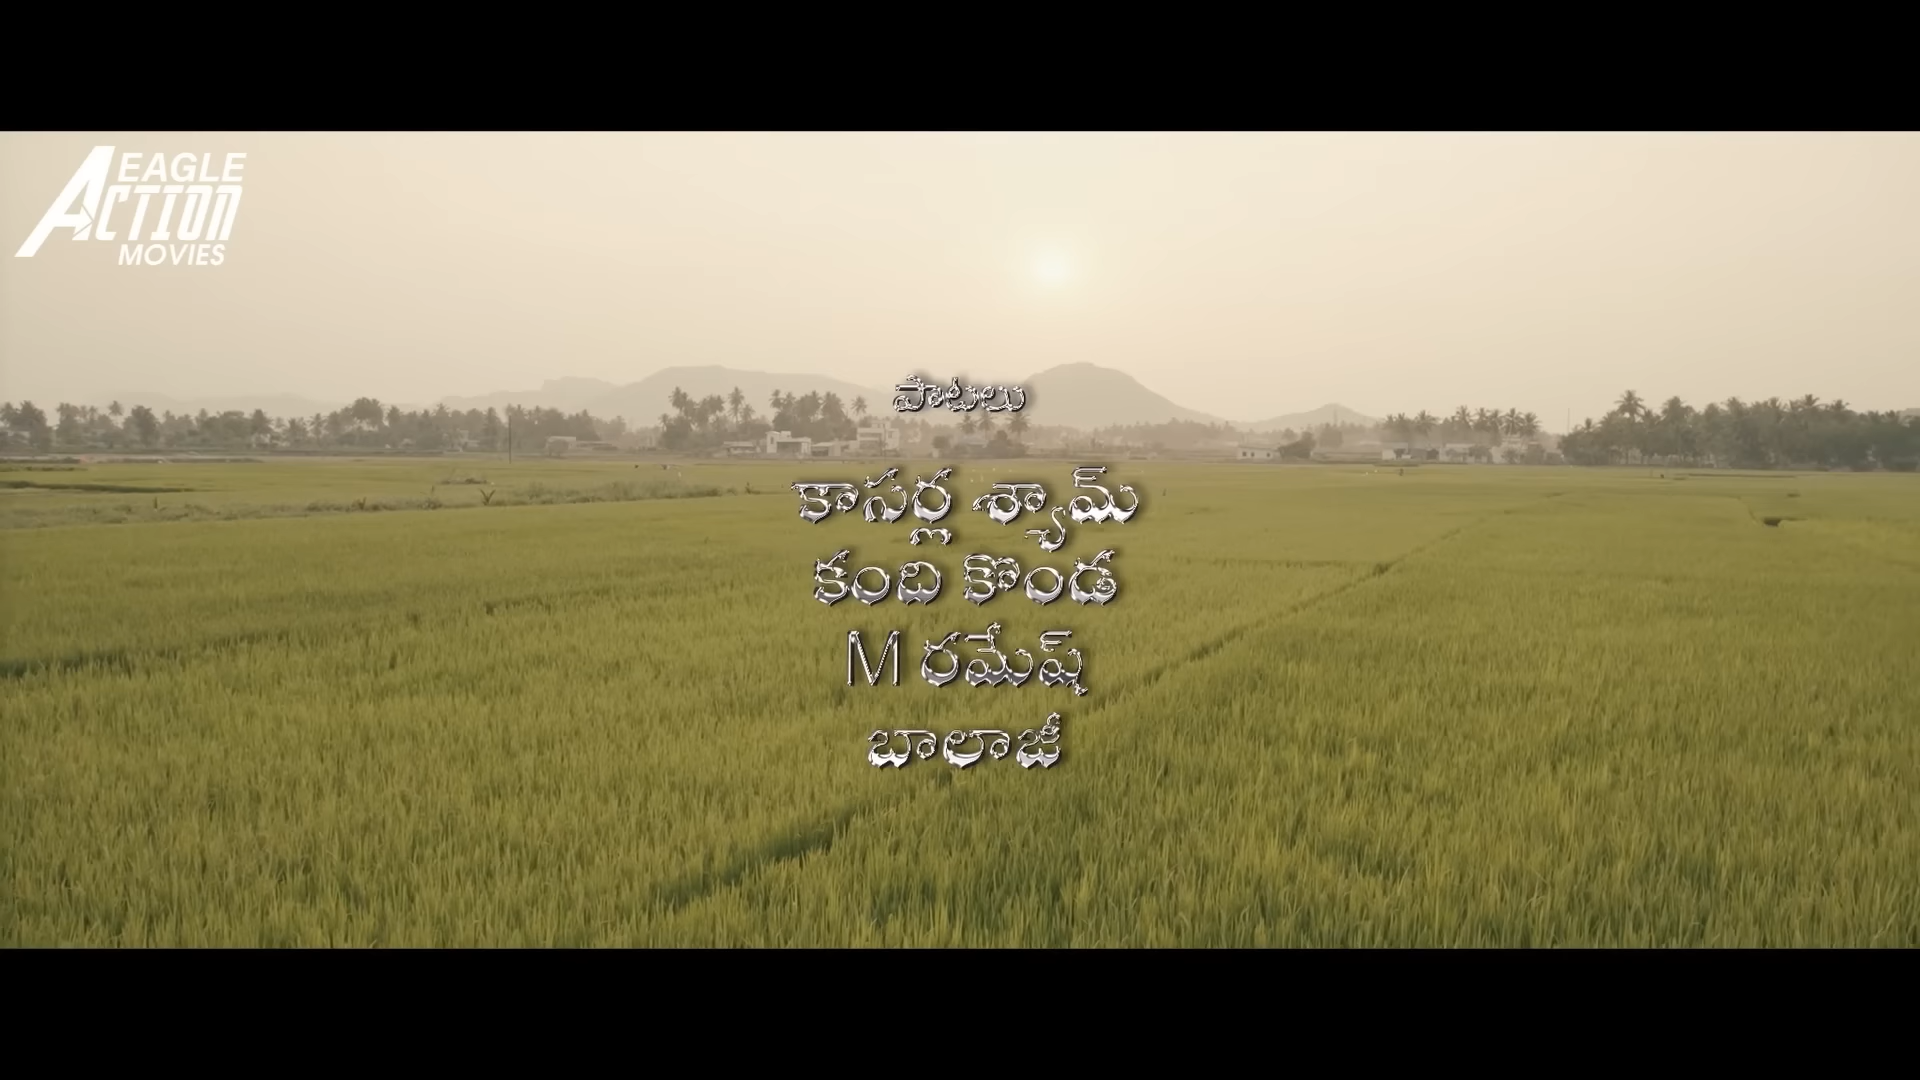 EAGLE
ACTION
MOVIES
పాటలు
కాసర్ల శ్యామ్
కంది కొండ
M రమేష్
బాలాజీ